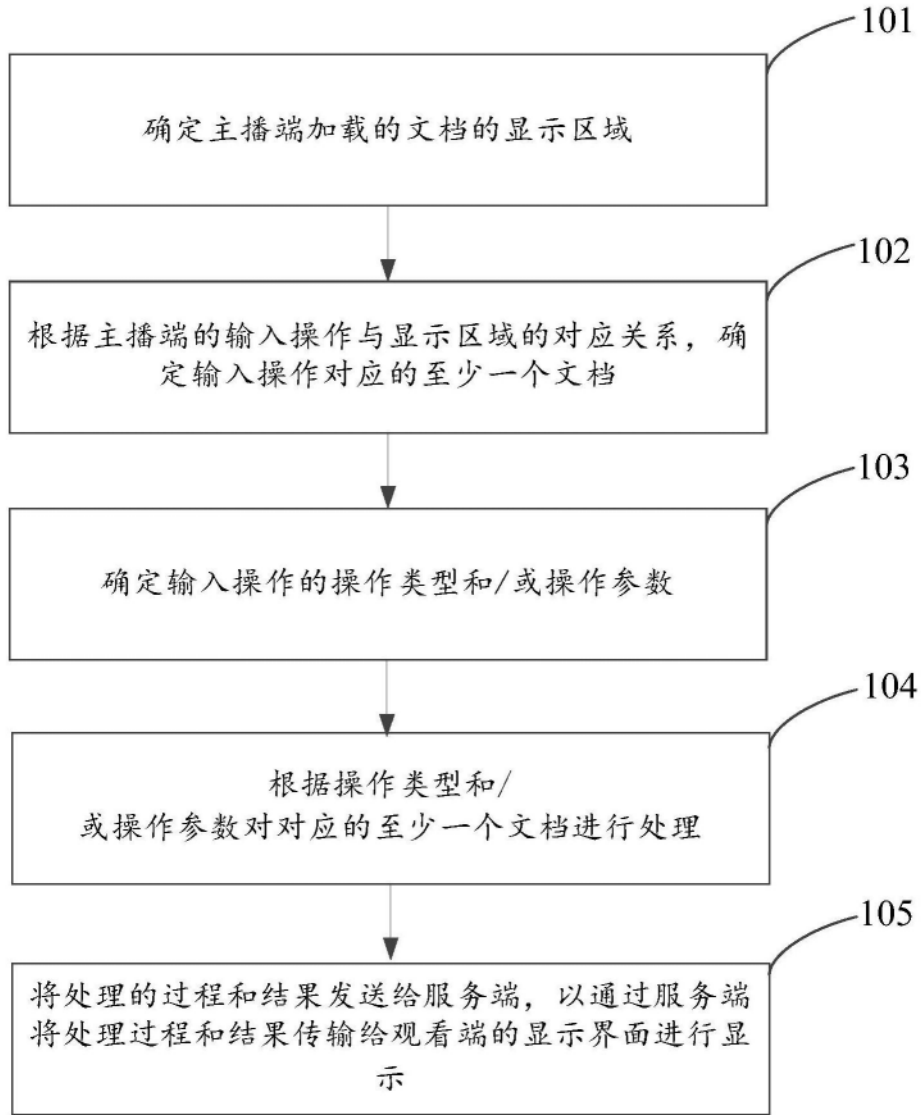 101
确定主播端加载的文档的显示区域
102
根据主播端的输入操作与显示区域的对应关系，确
定输入操作对应的至少一个文档
103
确定输入操作的操作类型和/或操作参数
104
根据操作类型和/
或操作参数对对应的至少一个文档进行处理
105
将处理的过程和结果发送给服务端，以通过服务端
将处理过程和结果传输给观看端的显示界面进行显
示